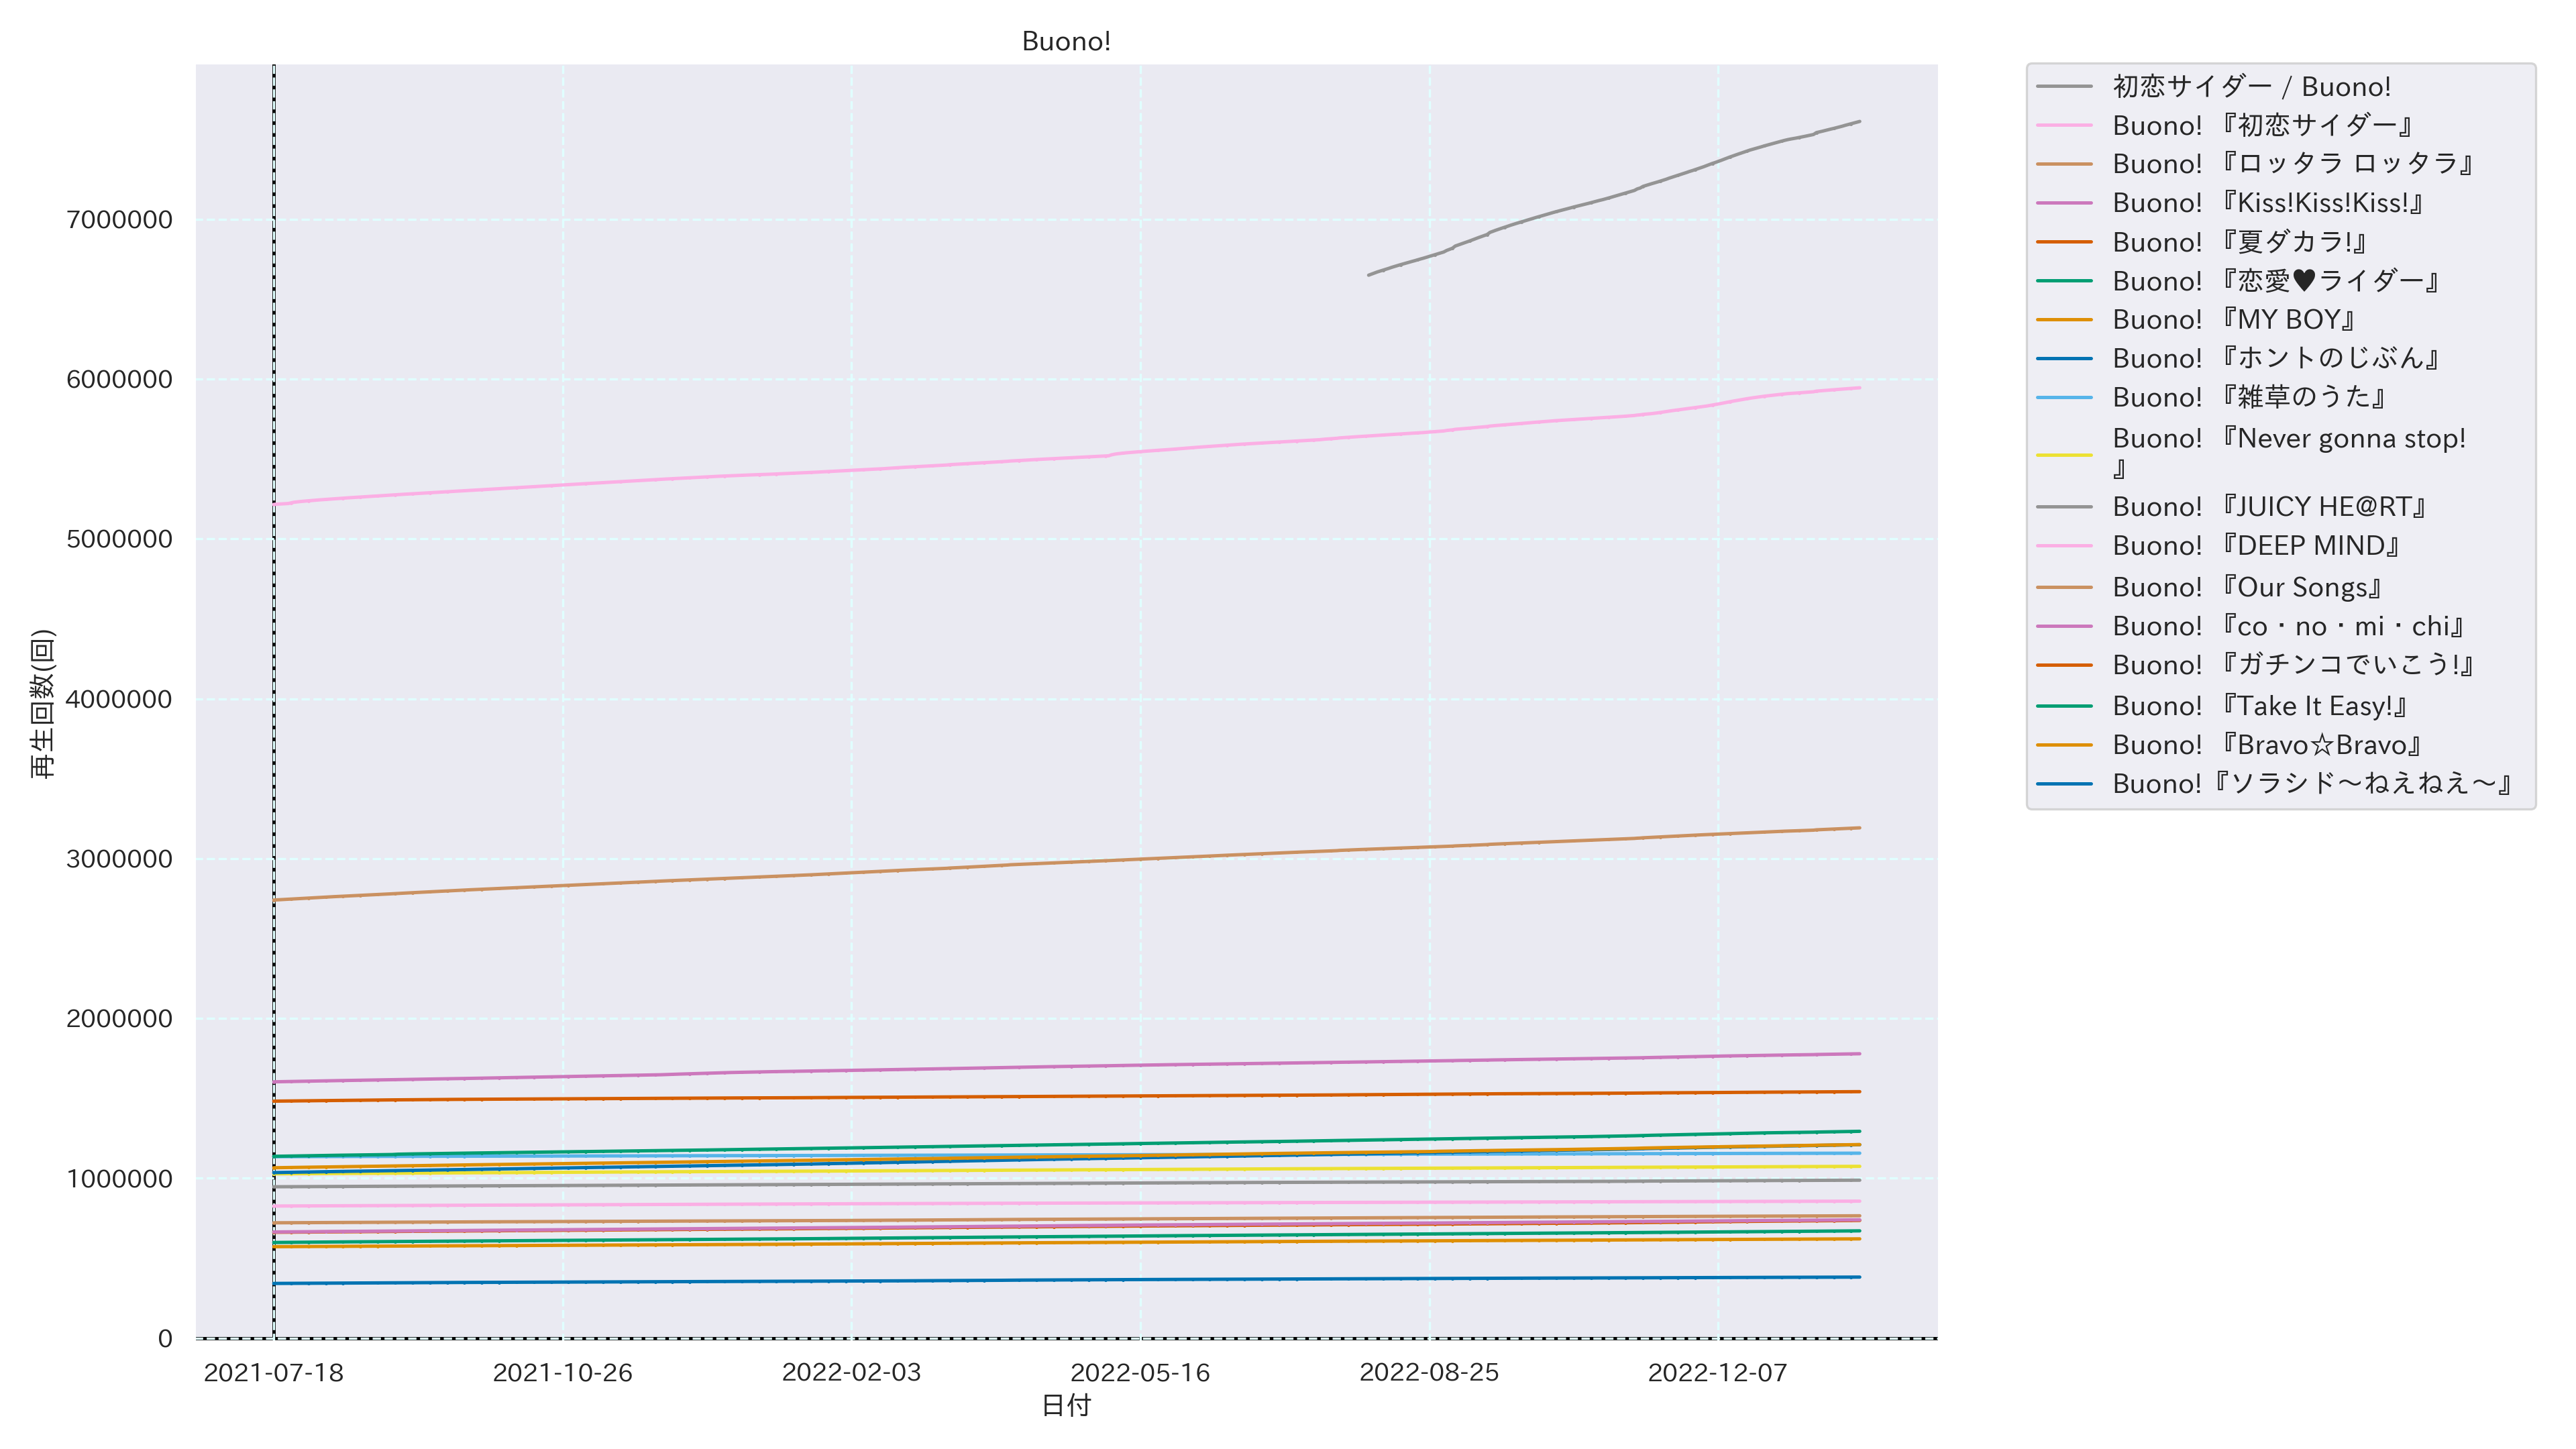 Buono!
再生回数(回)
7000000
6000000
5000000
4000000
3000000
2000000
1000000
0
2021-07-18
2021-10-26
2022-02-03
2022-05-16
2022-08-25
2022-12-07
日付
初恋サイダー / Buono!
Buono! 『初恋サイダー』
Buono! 『ロッタラ ロッタラ』
Buono! 『Kiss!Kiss!Kiss!』
Buono! 『夏ダカラ!』
Buono! 『恋愛♥ライダー』
Buono! 『MY BOY』
Buono! 『ホントのじぶん』
Buono! 『雑草のうた』
Buono! 『Never gonna stop!
』
Buono! 『JUICY HE@RT』
Buono! 『DEEP MIND』
Buono! 『Our Songs』
Buono! 『co・no・mi・chi』
Buono! 『ガチンコでいこう!』
Buono! 『Take It Easy!』
Buono! 『Bravo☆Bravo』
Buono!『ソラシド〜ねえねえ〜』